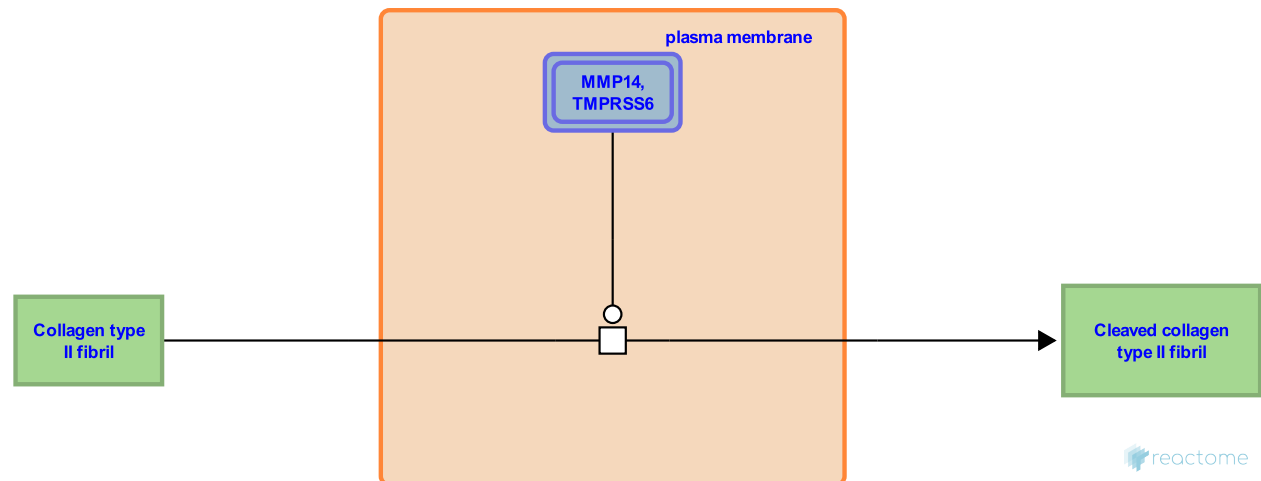 plasma membrane
MMP14,
TMPRSS6
Collagen type
II fibril
Cleaved collagen
type II fibril
reactome